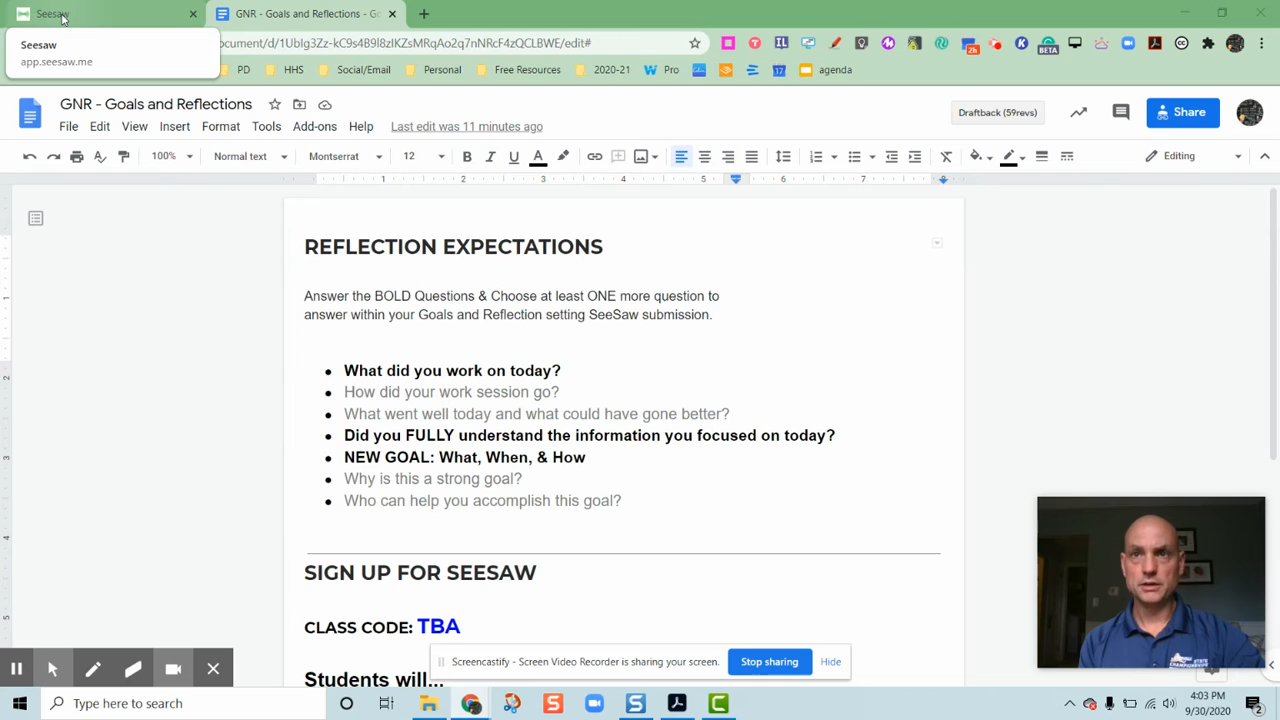 Seesaw
GNR - Goals and Reflections - Go
Seesaw
app.seesaw.me
ocument/d/1Ublg3Zz-kC9s4B9l8zIKZsMRqAo2q7nNRcF4zQCLBWE/edit#
PD HHS Social/Email Personal Free Resources 2020-21 Pro agenda
GNR - Goals and Reflections
File Edit View Insert Format Tools Add-ons Help Last edit was 11 minutes ago
Draftback (59revs)
Share
100% Normal text Montserrat 12 Editing
REFLECTION EXPECTATIONS
Answer the BOLD Questions & Choose at least ONE more question to
answer within your Goals and Reflection setting SeeSaw submission.
What did you work on today?
How did your work session go?
What went well today and what could have gone better?
Did you FULLY understand the information you focused on today?
NEW GOAL: What, When, & How
Why is this a strong goal?
Who can help you accomplish this goal?
SIGN UP FOR SEESAW
CLASS CODE: TBA
Students will...
Screencastify - Screen Video Recorder is sharing your screen. Stop sharing Hide
Type here to search
4:03 PM
9/30/2020